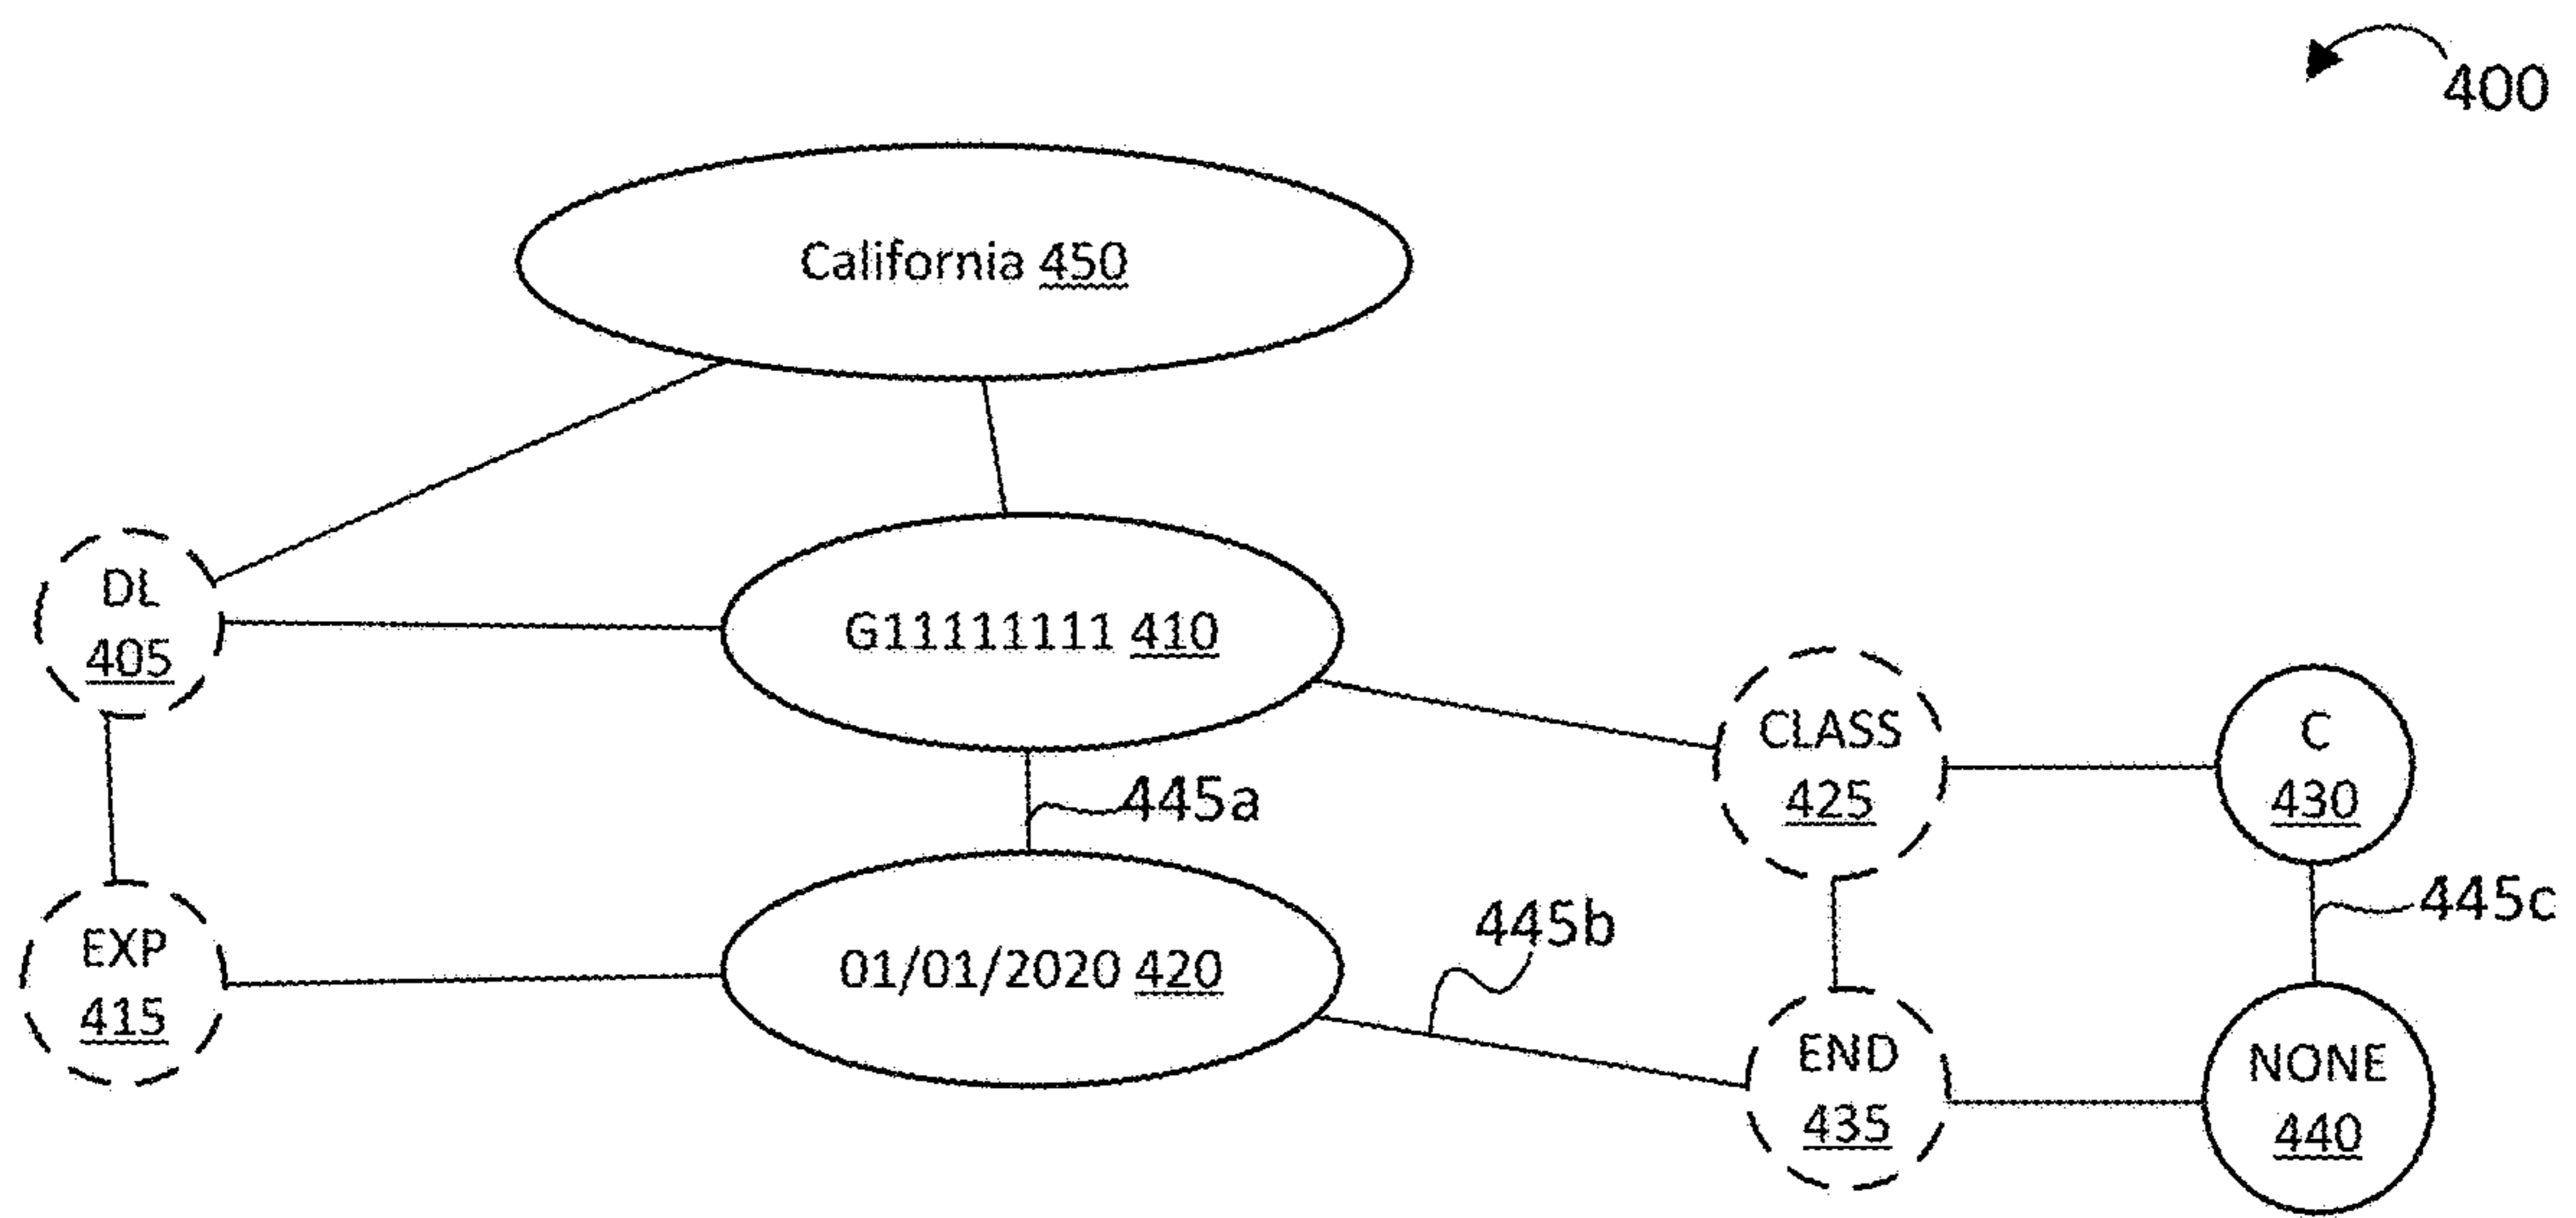 400
California 450
DL
405
G11111111 410
CLASS
425
C
430
445a
EXP
415
01/01/2020 420
445b
445c
END
435
NONE
440